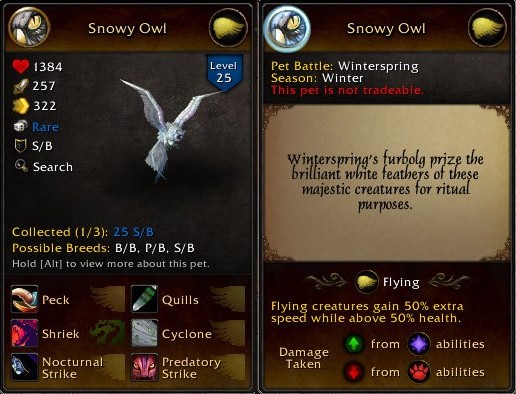 Snowy Owl
1384
257
322
Rare
S/B
Search
Level
25
Collected (1/3): 25 S/B
Possible Breeds: B/B, P/B, S/B
Hold [Alt] to view more about this pet.
Peck
Quills
Shriek
Cyclone
Nocturnal
Strike
Predatory
Strike
Snowy Owl
Pet Battle: Winterspring
Season: Winter
This pet is not tradeable.
Winterspring's furbolg prize the
brilliant white feathers of these
majestic creatures for ritual
purposes.
Flying
Flying creatures gain 50% extra
speed while above 50% health.
Damage
Taken
from
abilities
from
abilities